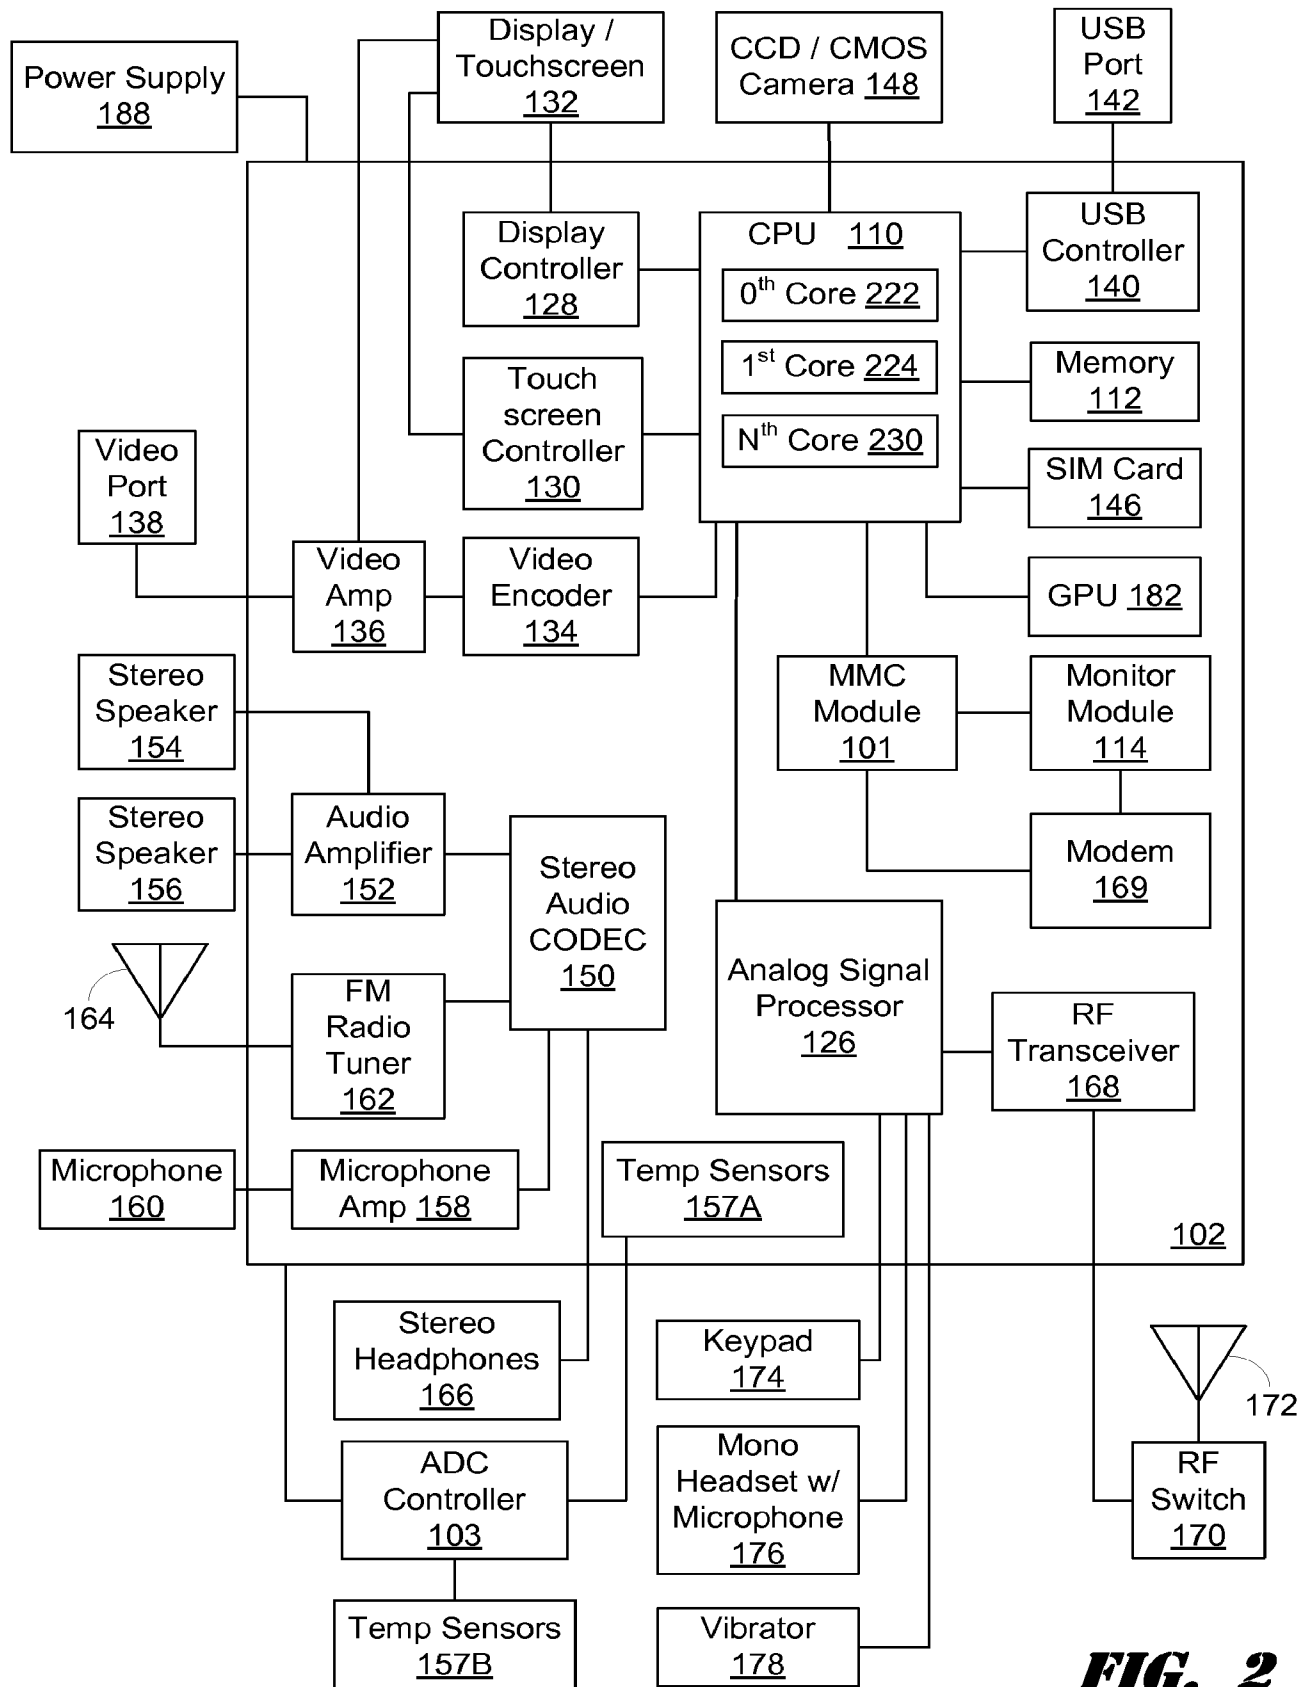 Power Supply
188
Display /
Touchscreen
132
CCD / CMOS
Camera 148
USB
Port
142
Display
Controller
128
CPU 110
0th Core 222
1st Core 224
Nth Core 230
USB
Controller
140
Touch
screen
Controller
130
Memory
112
Video
Port
138
SIM Card
146
Video
Amp
136
Video
Encoder
134
GPU 182
Stereo
Speaker
154
MMC
Module
101
Monitor
Module
114
Stereo
Speaker
156
Audio
Amplifier
152
Stereo
Audio
CODEC
150
Modem
169
164
FM
Radio
Tuner
162
Analog Signal
Processor
126
RF
Transceiver
168
Microphone
160
Microphone
Amp 158
Temp Sensors
157A
102
Stereo
Headphones
166
Keypad
174
172
ADC
Controller
103
Mono
Headset w/
Microphone
176
RF
Switch
170
Temp Sensors
157B
Vibrator
178
FIG. 2